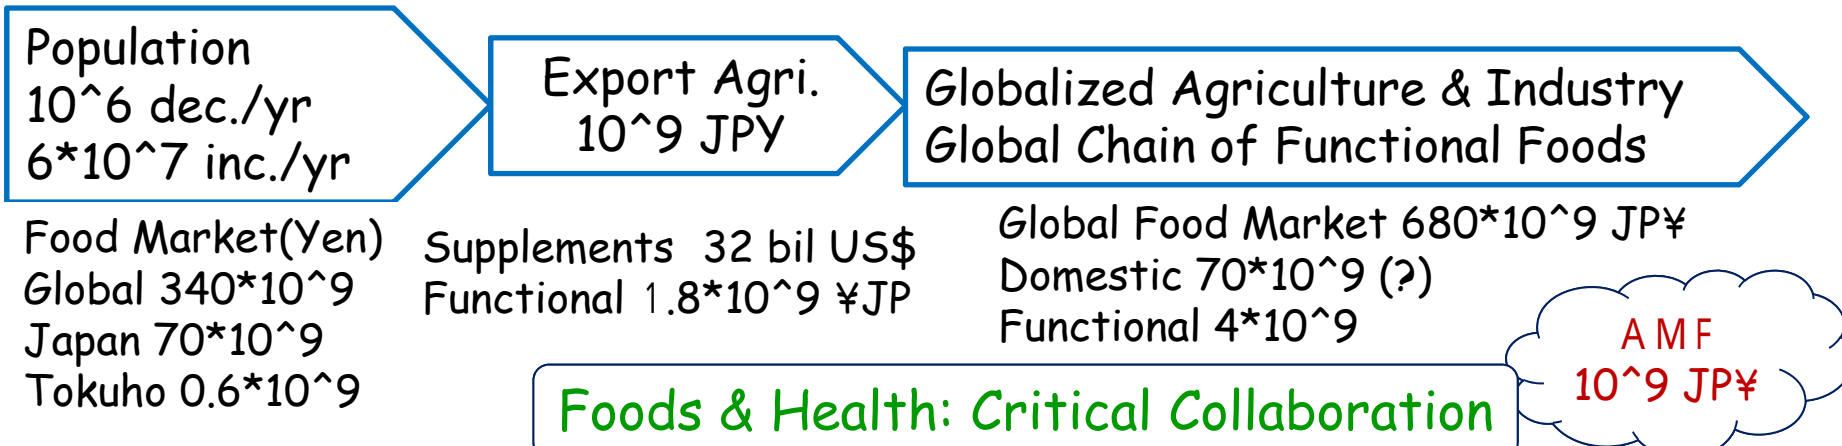 Population
10^6 dec./yr
6*10^7 inc./yr
Export Agri.
10^9 JPY
Globalized Agriculture & Industry
Global Chain of Functional Foods
Food Market(Yen)
Global 340*10^9
Japan 70*10^9
Tokuho 0.6*10^9
Supplements 32 bil US$
Functional 1.8*10^9 ¥JP
Global Food Market 680*10^9 JP¥
Domestic 70*10^9 (?)
Functional 4*10^9
AMF
10^9 JP¥
Foods & Health: Critical Collaboration